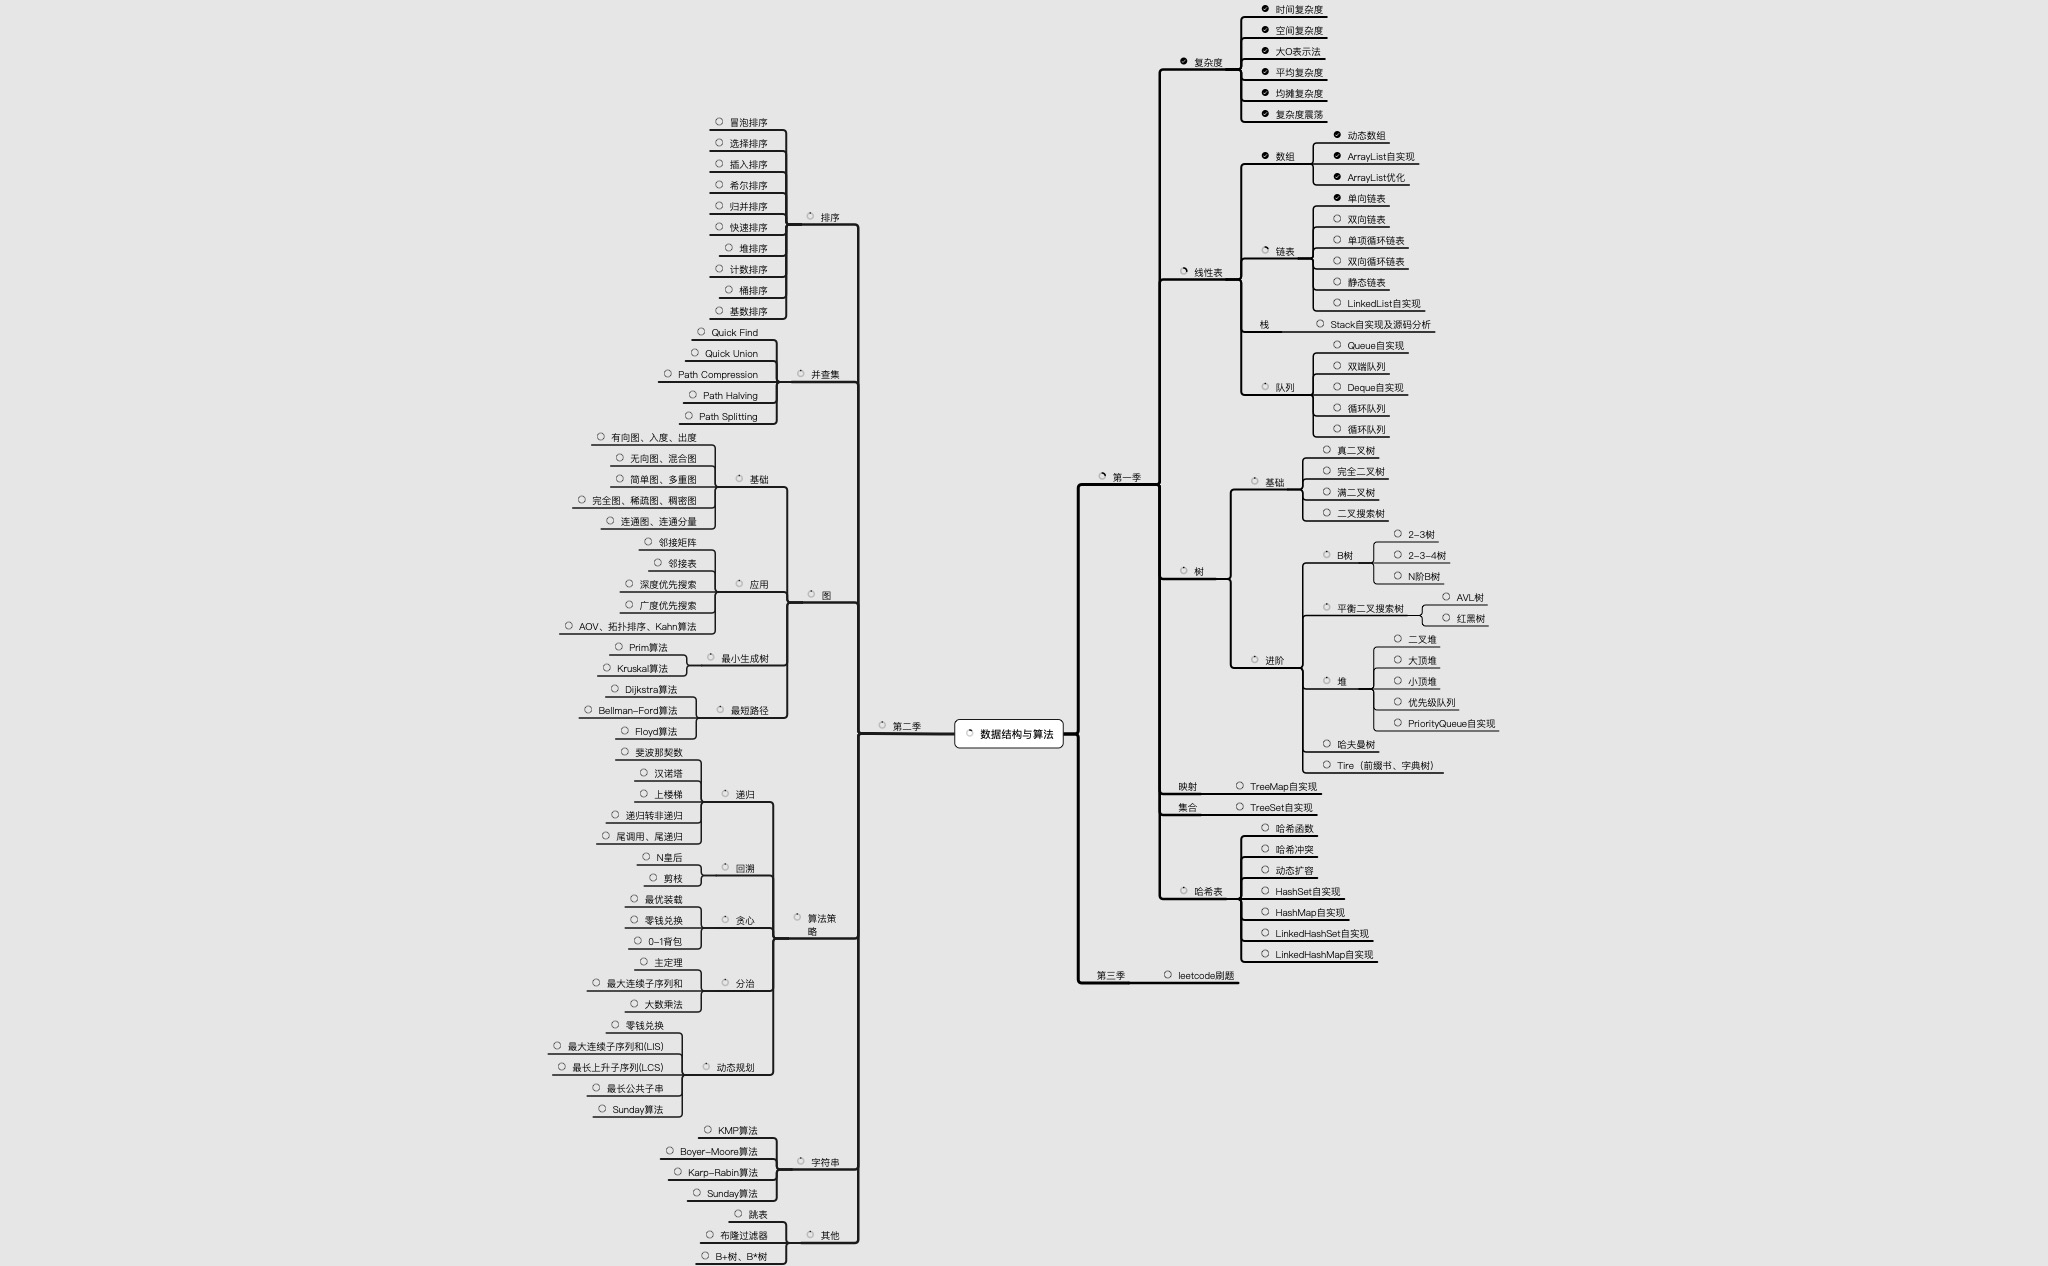 数据结构与算法
第一季
复杂度
时间复杂度
空间复杂度
大O表示法
平均复杂度
均摊复杂度
复杂度震荡
线性表
数组
动态数组
ArrayList自实现
ArrayList优化
链表
单向链表
双向链表
单项循环链表
双向循环链表
静态链表
LinkedList自实现
栈
Stack自实现及源码分析
队列
Queue自实现
双端队列
Deque自实现
循环队列
循环队列
树
基础
真二叉树
完全二叉树
满二叉树
二叉搜索树
进阶
B树
2-3树
2-3-4树
N阶B树
平衡二叉搜索树
AVL树
红黑树
堆
二叉堆
大顶堆
小顶堆
优先级队列
PriorityQueue自实现
哈夫曼树
Tire（前缀书、字典树）
映射
TreeMap自实现
集合
TreeSet自实现
哈希表
哈希函数
哈希冲突
动态扩容
HashSet自实现
HashMap自实现
LinkedHashSet自实现
LinkedHashMap自实现
第三季
leetcode刷题
第二季
排序
冒泡排序
选择排序
插入排序
希尔排序
归并排序
快速排序
堆排序
计数排序
桶排序
基数排序
并查集
Quick Find
Quick Union
Path Compression
Path Halving
Path Splitting
图
基础
有向图、入度、出度
无向图、混合图
简单图、多重图
完全图、稀疏图、稠密图
连通图、连通分量
应用
邻接矩阵
邻接表
深度优先搜索
广度优先搜索
AOV、拓扑排序、Kahn算法
最小生成树
Prim算法
Kruskal算法
最短路径
Dijkstra算法
Bellman-Ford算法
Floyd算法
算法策
略
递归
斐波那契数
汉诺塔
上楼梯
递归转非递归
尾调用、尾递归
回溯
N皇后
剪枝
贪心
最优装载
零钱兑换
0-1背包
分治
主定理
最大连续子序列和
大数乘法
动态规划
零钱兑换
最大连续子序列和(LIS)
最长上升子序列(LCS)
最长公共子串
Sunday算法
字符串
KMP算法
Boyer-Moore算法
Karp-Rabin算法
Sunday算法
其他
跳表
布隆过滤器
B+树、B*树